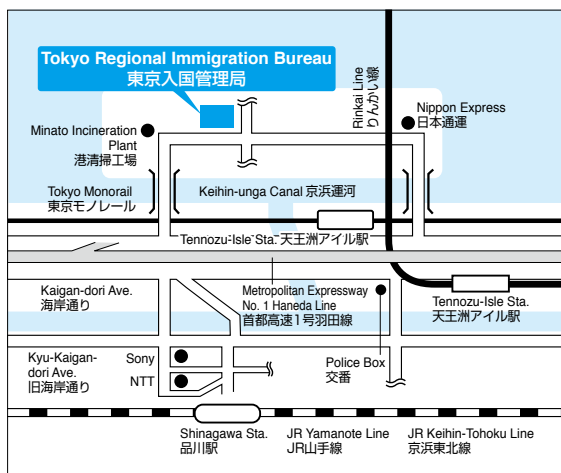 Tokyo Regional Immigration Bureau
東京入国管理局
Rinkai Line
りんかい線
Nippon Express
日本通運
Minato Incineration
Plant
港清掃工場
Tokyo Monorail
東京モノレール
Keihin-unga Canal 京浜運河
Tennozu-Isle Sta. 天王洲アイル駅
Kaigan-dori Ave.
海岸通り
Metropolitan Expressway
No. 1 Haneda Line
首都高速1号羽田線
Tennozu-Isle Sta.
天王洲アイル駅
Kyu-Kaigan-
dori Ave.
旧海岸通り
Sony
NTT
Police Box
交番
Shinagawa Sta.
品川駅
JR Yamanote Line
JR山手線
JR Keihin-Tohoku Line
京浜東北線